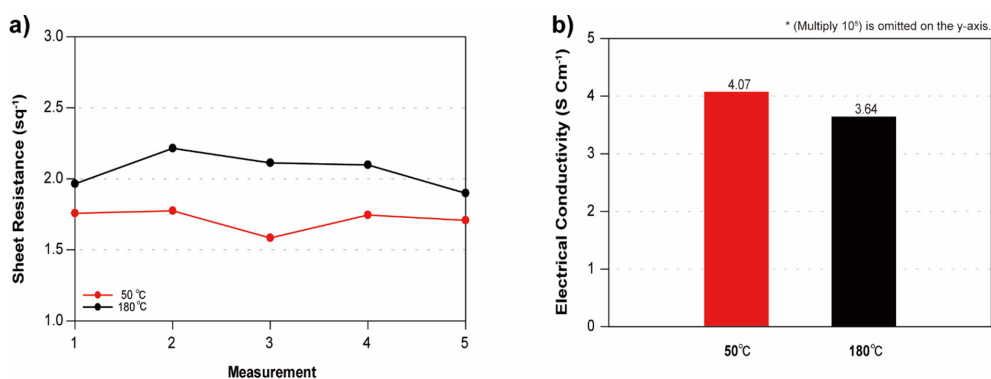 a)
3.0
2.5
2.0
1.5
1.0
Sheet Resistance (sq⁻¹)
50 ℃
180℃
1 2 3 4 5
Measurement
b)
* (Multiply 10⁵) is omitted on the y-axis.
5
4
3
2
1
0
Electrical Conductivity (S Cm⁻¹)
4.07
3.64
50℃ 180℃